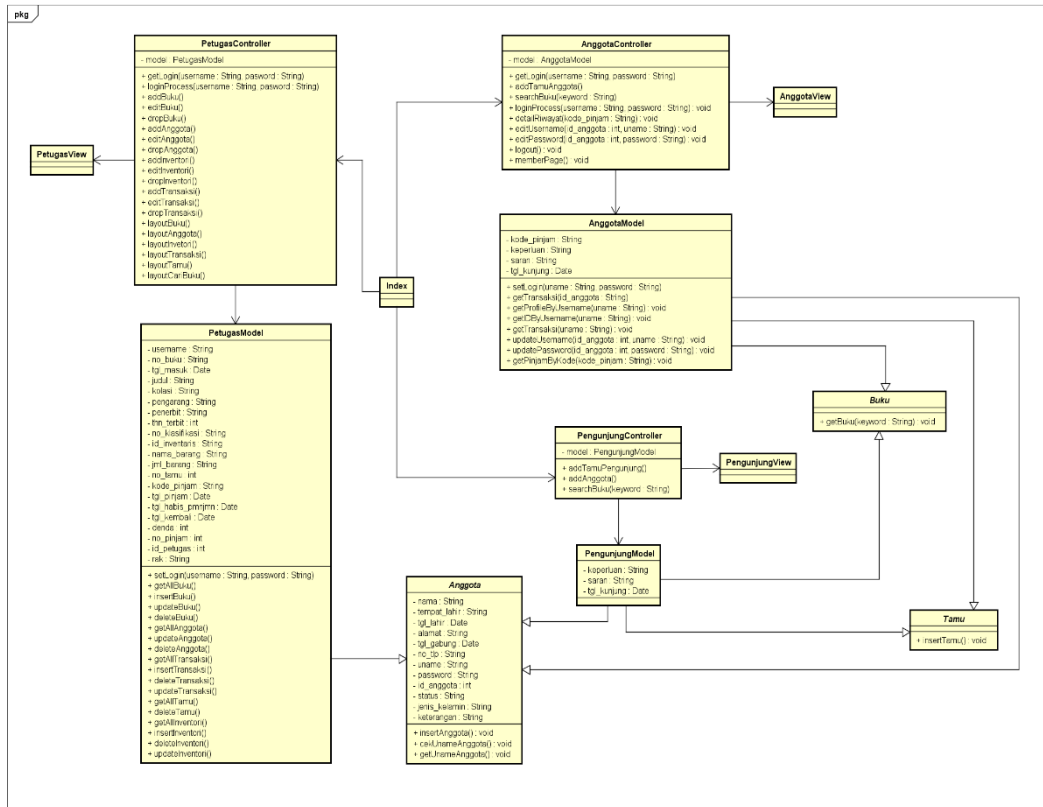 pkg
PetugasController
- model : PetugasModel
+ getLogin(username : String, pasword : String)
+ loginProcess(username : String, pasword : String)
+ addBuku()
+ editBuku()
+ dropBuku()
+ addAnggota()
+ editAnggota()
+ dropAnggota()
+ addInventori()
+ editInventori()
+ dropInventori()
+ addTransaksi()
+ editTransaksi()
+ dropTransaksi()
+ layoutBuku()
+ layoutAnggota()
+ layoutInvetori()
+ layoutTransaksi()
+ layoutTamu()
+ layoutCariBuku()
PetugasView
Index
AnggotaController
- model : AnggotaModel
+ getLogin(username : String, password : String)
+ addTamuAnggota()
+ searchBuku(keyword : String)
+ loginProcess(username : String, password : String) : void
+ detailRiwayat(kode_pinjam : String) : void
+ editUsername(id_anggota : int, uname : String) : void
+ editPassword(id_anggota : int, password : String) : void
+ logout() : void
+ memberPage() : void
AnggotaView
AnggotaModel
- kode_pinjam : String
- keperluan : String
- saran : String
- tgl_kunjung : Date
+ setLogin(uname : String, password : String)
+ getTransaksi(id_anggota : String)
+ getProfileByUsername(uname : String) : void
+ getIDByUsername(uname : String) : void
+ getTransaksi(uname : String) : void
+ updateUsername(id_anggota : int, uname : String) : void
+ updatePassword(id_anggota : int, password : String) : void
+ getPinjamByKode(kode_pinjam : String) : void
PetugasModel
- username : String
- no_buku : String
- tgl_masuk : Date
- judul : String
- kolasi : String
- pengarang : String
- penerbit : String
- thn_terbit : int
- no_klasifikasi : String
- id_inventaris : String
- nama_barang : String
- jml_barang : String
- no_tamu : int
- kode_pinjam : String
- tgl_pinjam : Date
- tgl_habis_pmnjmn : Date
- tgl_kembali : Date
- denda : int
- no_pinjam : int
- id_petugas : int
- rak : String
+ setLogin(username : String, password : String)
+ getAllBuku()
+ insertBuku()
+ updateBuku()
+ deleteBuku()
+ getAllAnggota()
+ updateAnggota()
+ deleteAnggota()
+ getAllTransaksi()
+ insertTransaksi()
+ deleteTransaksi()
+ updateTransaksi()
+ getAllTamu()
+ deleteTamu()
+ getAllInventori()
+ insertInventori()
+ deleteInventori()
+ updateInventori()
Buku
+ getBuku(keyword : String) : void
PengunjungController
- model : PengunjungModel
+ addTamuPengunjung()
+ addAnggota()
+ searchBuku(keyword : String)
PengunjungView
PengunjungModel
- keperluan : String
- saran : String
- tgl_kunjung : Date
Anggota
- nama : String
- tempat_lahir : String
- tgl_lahir : Date
- alamat : String
- tgl_gabung : Date
- no_tlp : String
- uname : String
- password : String
- id_anggota : int
- status : String
- jenis_kelamin : String
- keterangan : String
+ insertAnggota() : void
+ cekUnameAnggota() : void
+ getUnameAnggota() : void
Tamu
+ insertTamu() : void